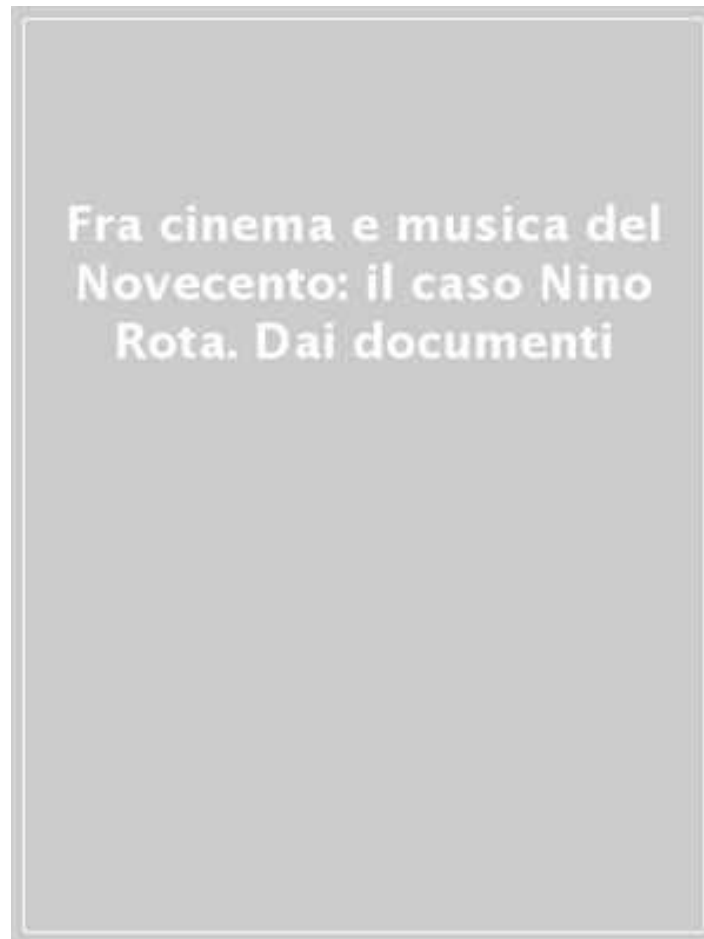 Fra cinema e musica del
Novecento: il caso Nino
Rota. Dai documenti